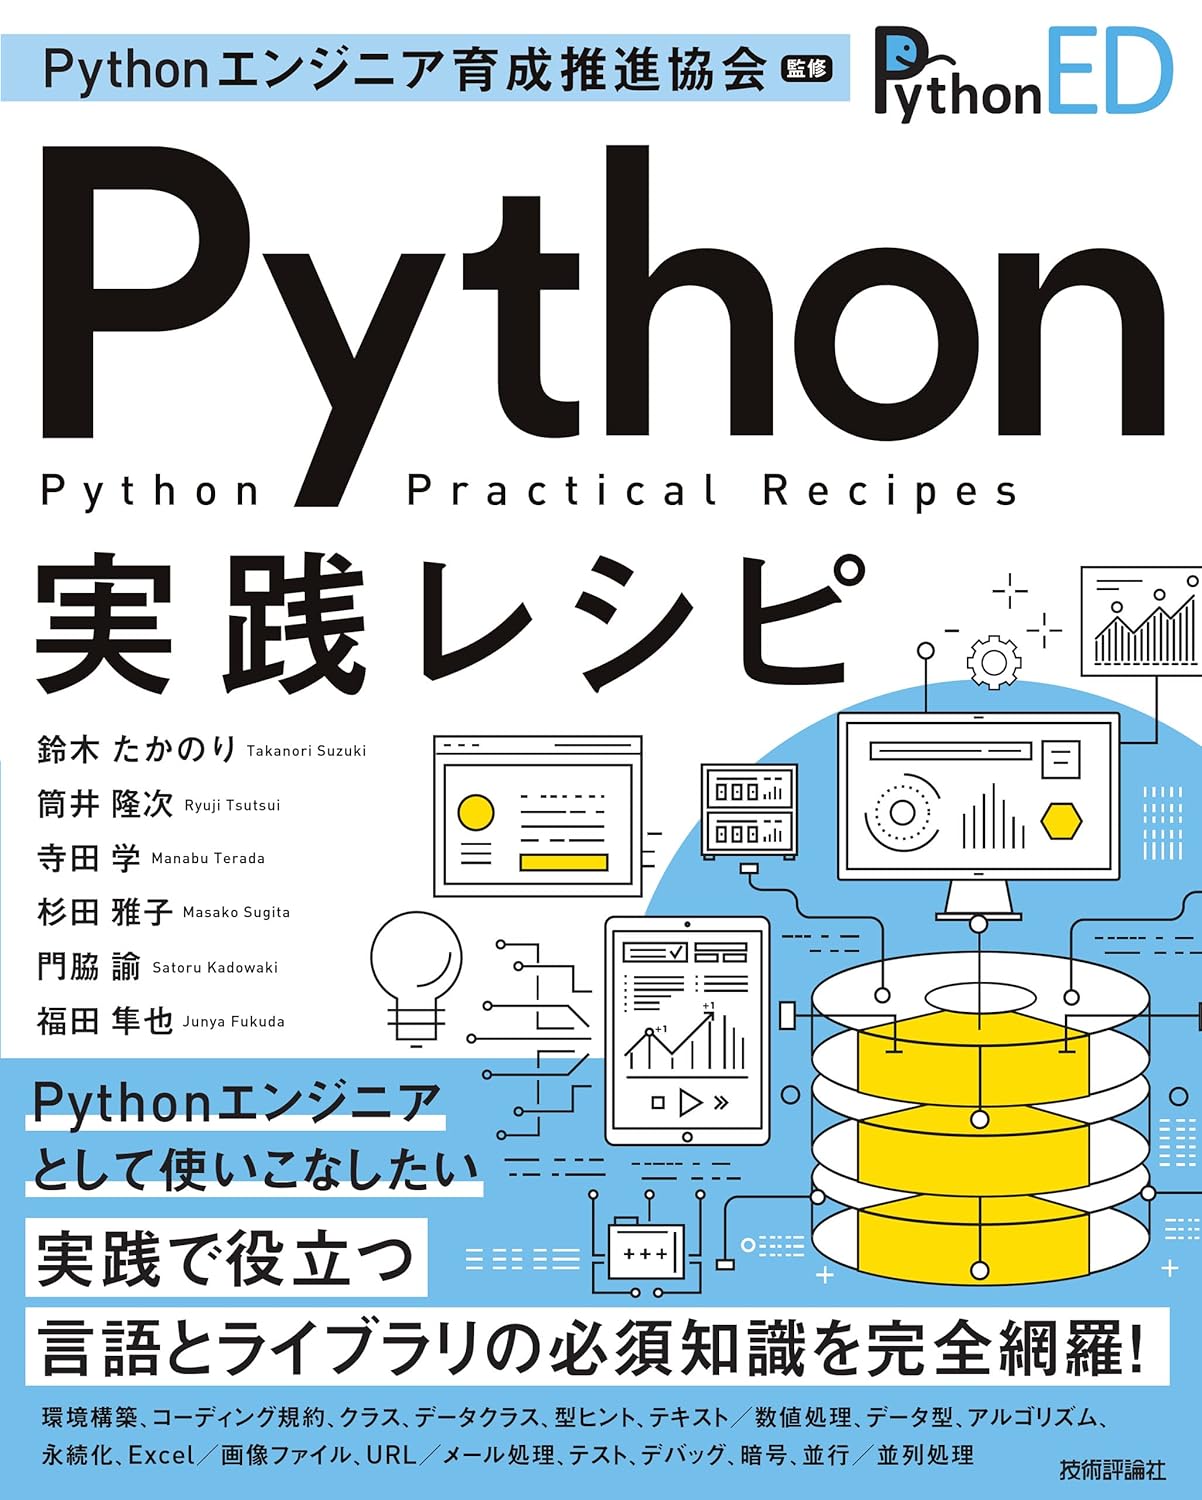 Pythonエンジニア育成推進協会 監修
PythonED
Python
Python Practical Recipes
実践レシピ
鈴木 たかのり Takanori Suzuki
筒井 隆次 Ryuji Tsutsui
寺田 学 Manabu Terada
杉田 雅子 Masako Sugita
門脇 諭 Satoru Kadowaki
福田 隼也 Junya Fukuda
+1
+1
+++
Pythonエンジニア
として使いこなしたい
実践で役立つ
言語とライブラリの必須知識を完全網羅!
環境構築、コーディング規約、クラス、データクラス、型ヒント、テキスト/数値処理、データ型、アルゴリズム、
永続化、Excel/画像ファイル、URL/メール処理、テスト、デバッグ、暗号、並行/並列処理
技術評論社